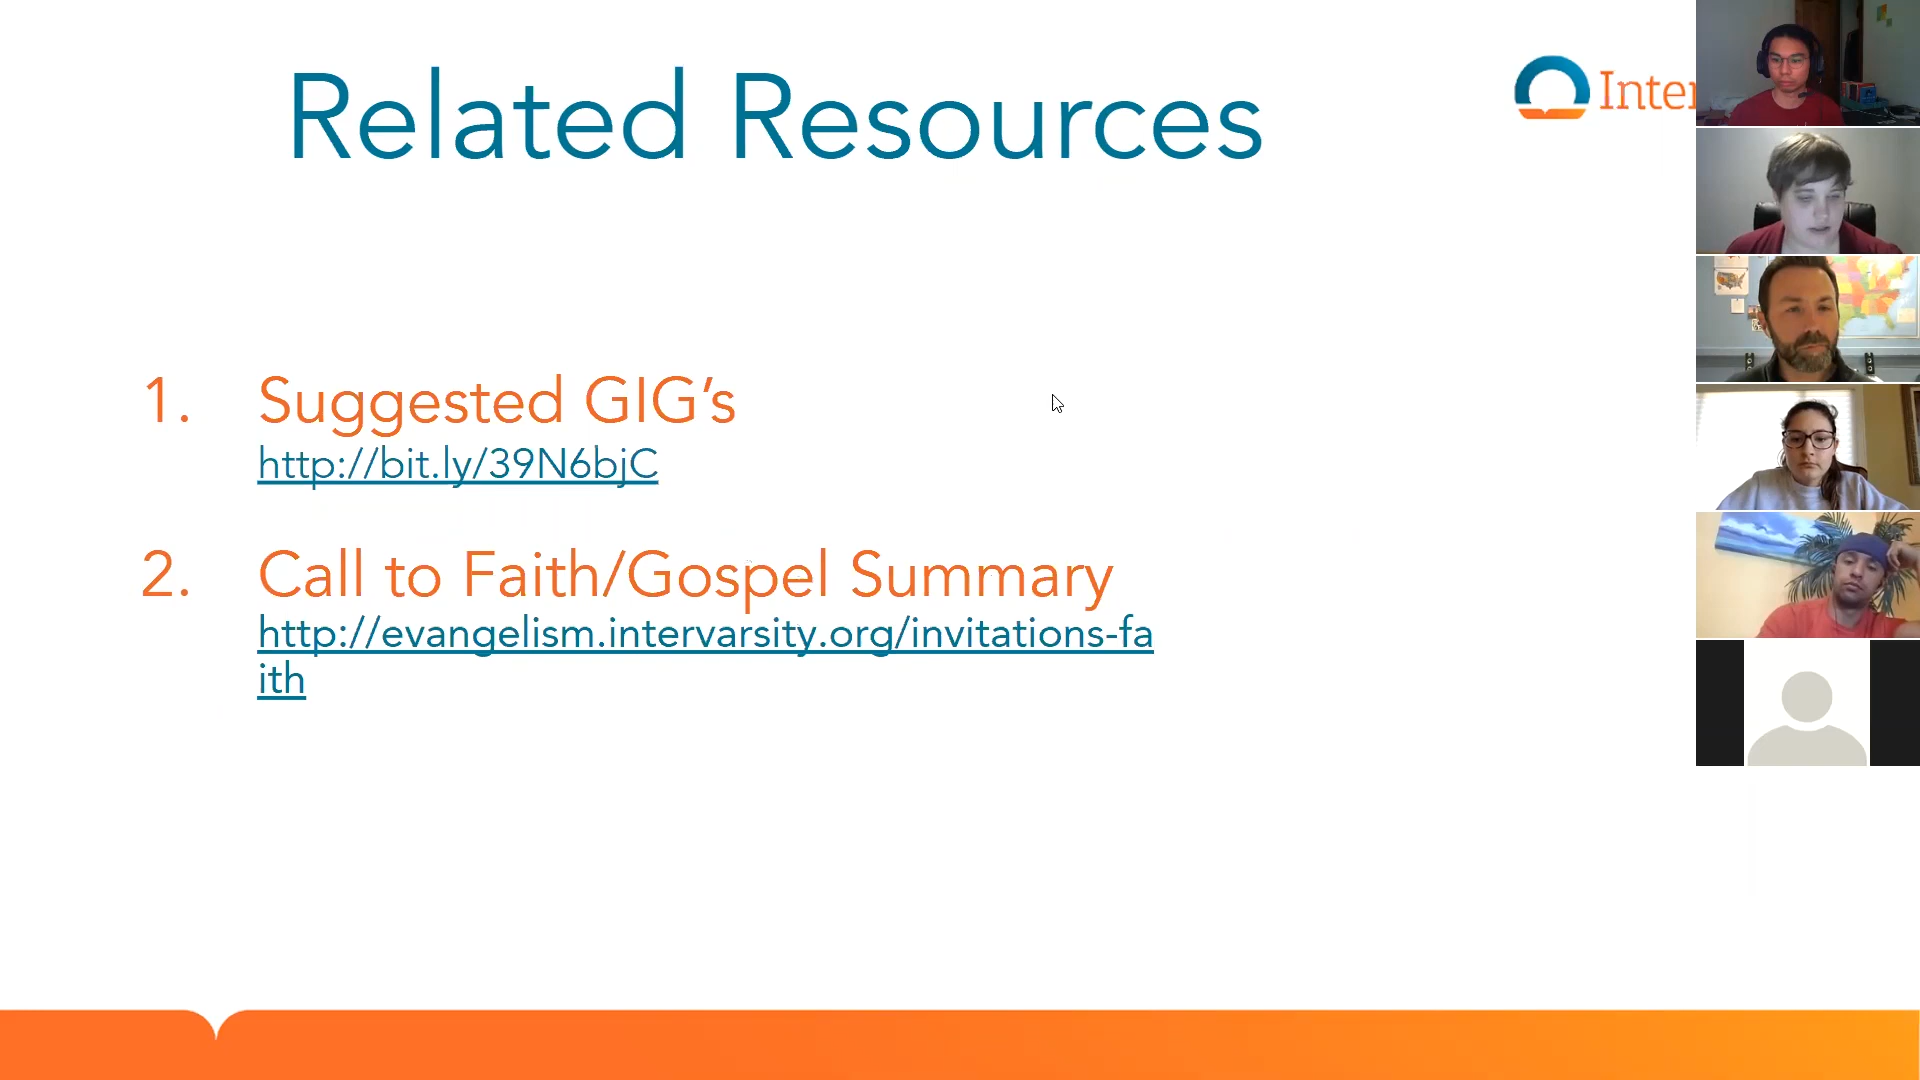 Related Resources
Inter
1. Suggested GIG’s
http://bit.ly/39N6bjC
2. Call to Faith/Gospel Summary
http://evangelism.intervarsity.org/invitations-fa
ith